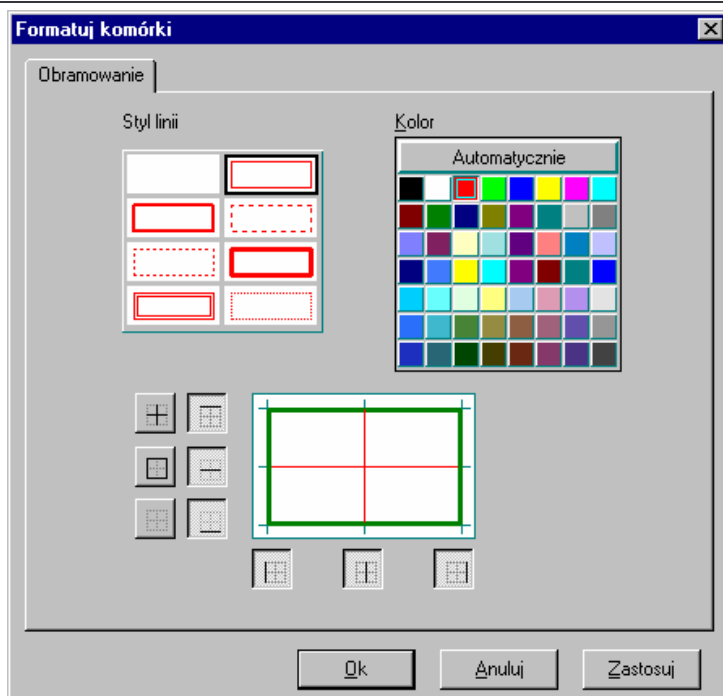 Formatuj komórki
Obramowanie
Styl linii
Kolor
Automatycznie
Ok
Anuluj
Zastosuj